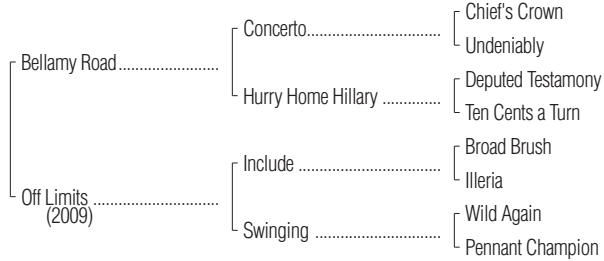 Chief's Crown
Concerto
Undeniably
Bellamy Road
Deputed Testamony
Hurry Home Hillary
Ten Cents a Turn
Broad Brush
Include
Illeria
Off Limits
(2009)
Wild Again
Swinging
Pennant Champion